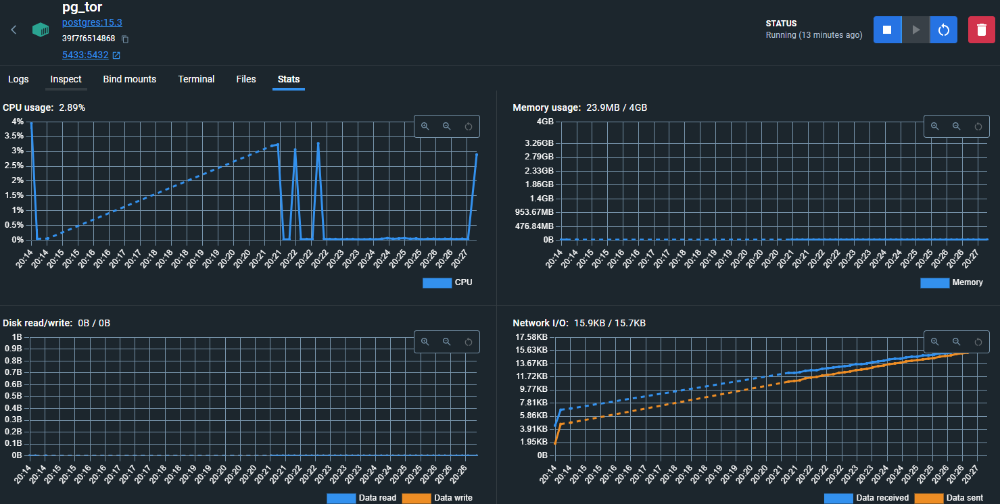 pg_tor
postgres:15.3
39f7f6514868
5433:5432
STATUS
Running (13 minutes ago)
Logs Inspect Bind mounts Terminal Files Stats
CPU usage: 2.89%
4%
3.5%
3%
2.5%
2%
1.5%
1%
0.5%
0%
20:14 20:14 20:15 20:16 20:16 20:17 20:17 20:18 20:18 20:18 20:19 20:19 20:20 20:20 20:21 20:21 20:22 20:22 20:22 20:23 20:23 20:24 20:24 20:25 20:25 20:26 20:26 20:26 20:27
CPU
Memory usage: 23.9MB / 4GB
4GB
3.26GB
2.79GB
2.33GB
1.86GB
1.4GB
953.67MB
476.84MB
0B
20:14 20:14 20:15 20:15 20:16 20:16 20:17 20:17 20:18 20:18 20:19 20:19 20:20 20:20 20:20 20:21 20:21 20:22 20:22 20:23 20:23 20:24 20:24 20:25 20:25 20:26 20:26 20:27
Memory
Disk read/write: 0B / 0B
1B
0.9B
0.8B
0.7B
0.6B
0.5B
0.4B
0.3B
0.2B
0.1B
0B
20:14 20:14 20:15 20:15 20:16 20:16 20:17 20:17 20:18 20:18 20:18 20:19 20:19 20:20 20:20 20:20 20:21 20:21 20:22 20:22 20:23 20:23 20:24 20:24 20:25 20:25 20:25 20:26 20:26
Data read Data write
Network I/O: 15.9KB / 15.7KB
17.58KB
15.63KB
13.67KB
11.72KB
9.77KB
7.81KB
5.86KB
3.91KB
1.95KB
0B
20:14 20:14 20:15 20:15 20:16 20:16 20:17 20:17 20:18 20:18 20:18 20:19 20:19 20:20 20:20 20:21 20:21 20:22 20:22 20:22 20:23 20:23 20:24 20:24 20:25 20:25 20:26 20:26 20:27
Data received Data sent